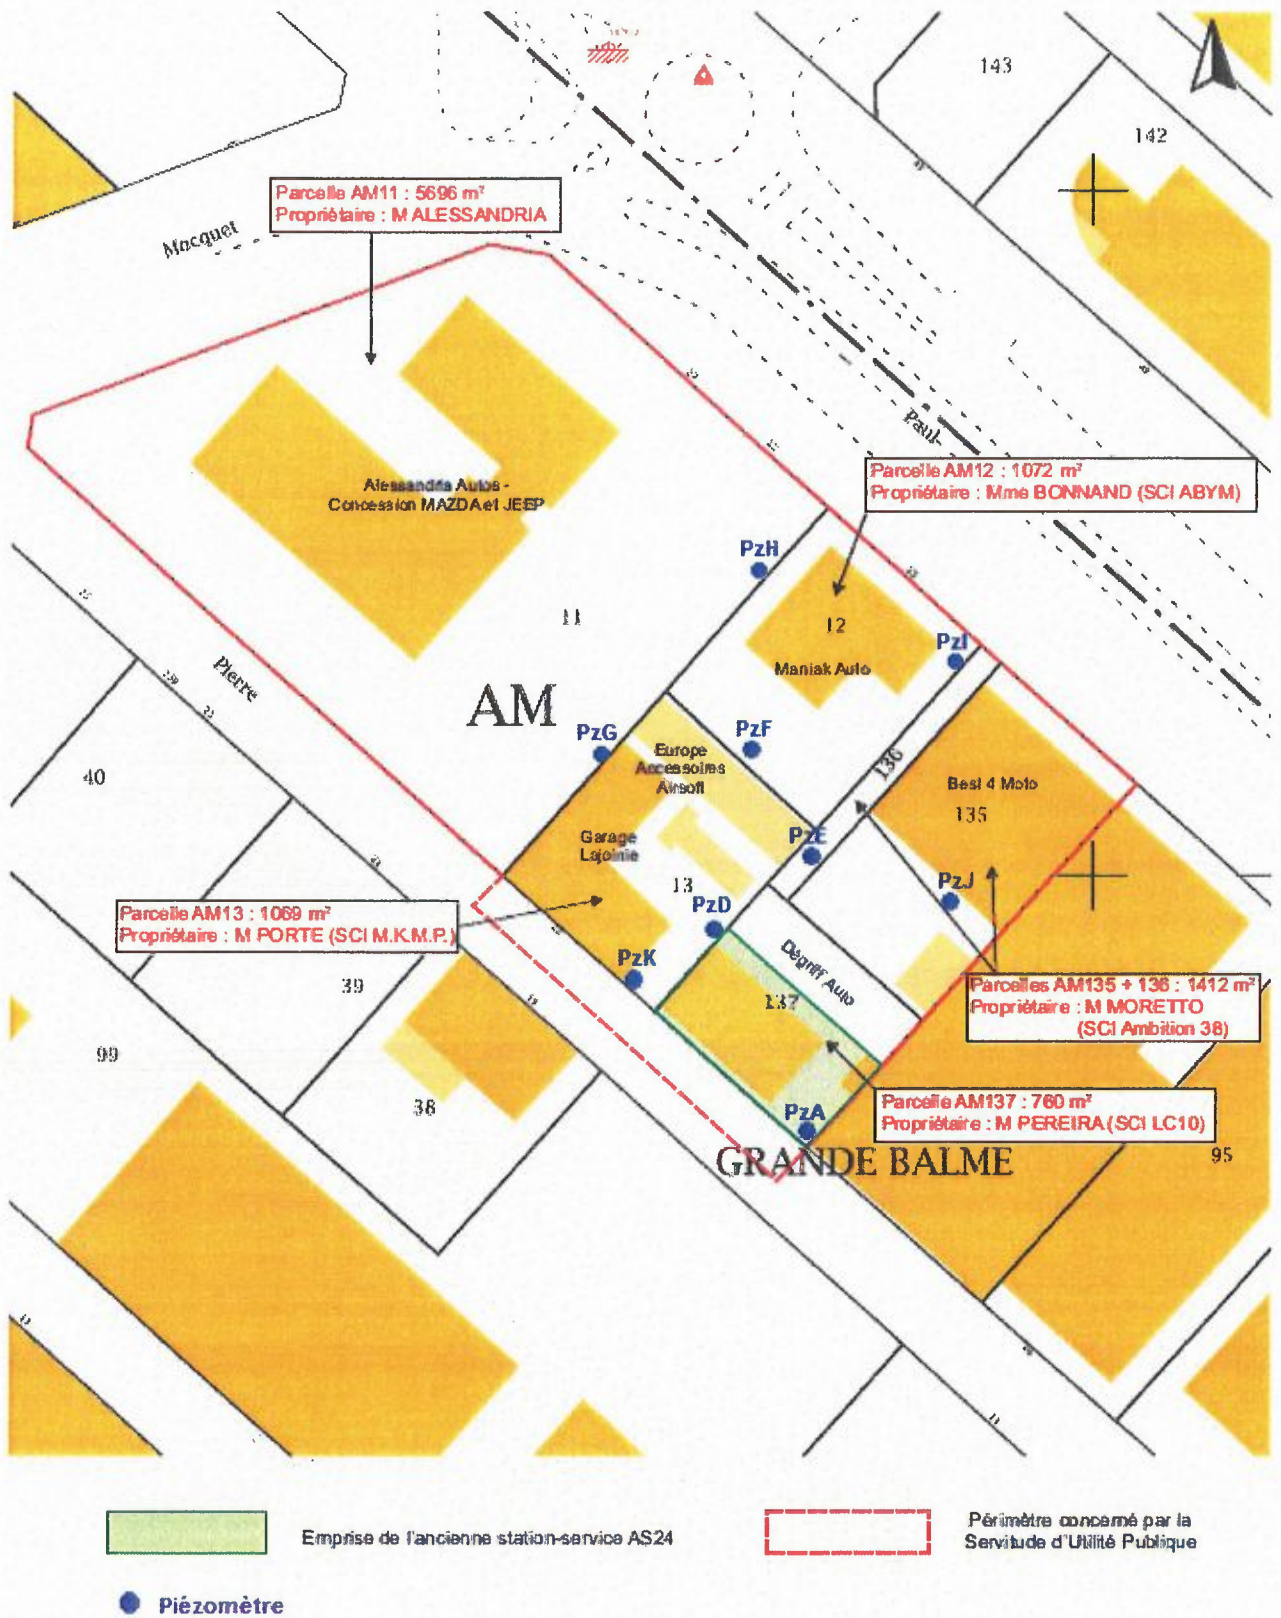 143
142
Parcelle AM11 : 5696 m²
Propriétaire : M ALESSANDRIA
Mocquet
Paul
Parcelle AM12 : 1072 m²
Propriétaire : Mme BONNAND (SCI ABYM)
Alessandria Autos -
Concession MAZDA et JEEP
PzH
11
12
PzI
Maniak Auto
Pierre
AM
PzG
PzF
Europe
Accessoires
Airsoft
136
Best 4 Moto
135
40
Garage
Lajoinie
PzE
13
PzJ
Parcelle AM13 : 1069 m²
Propriétaire : M PORTE (SCI M.K.M.P.)
PzD
PzK
Dégriff Auto
39
137
Parcelles AM135 + 136 : 1412 m²
Propriétaire : M MORETTO
(SCI Ambition 38)
99
38
Parcelle AM137 : 760 m²
Propriétaire : M PEREIRA (SCI LC10)
PzA
GRANDE BALME
95
Emprise de l'ancienne station-service AS24
Périmètre concerné par la
Servitude d'Utilité Publique
Piézomètre